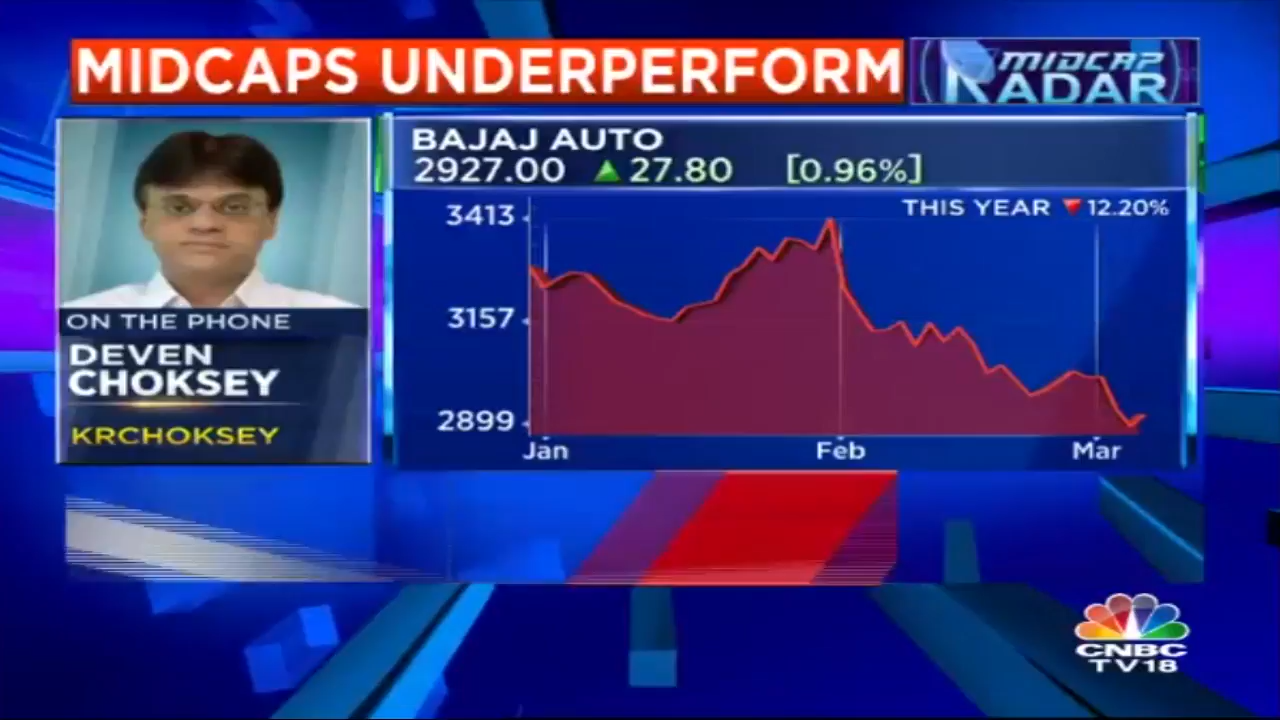 MIDCAPS UNDERPERFORM
MIDCAP
RADAR
BAJAJ AUTO
2927.00 ▲ 27.80 [0.96%]
THIS YEAR ▼ 12.20%
3413
3157
2899
Jan Feb Mar
ON THE PHONE
DEVEN
CHOKSEY
KRCHOKSEY
CNBC
TV18